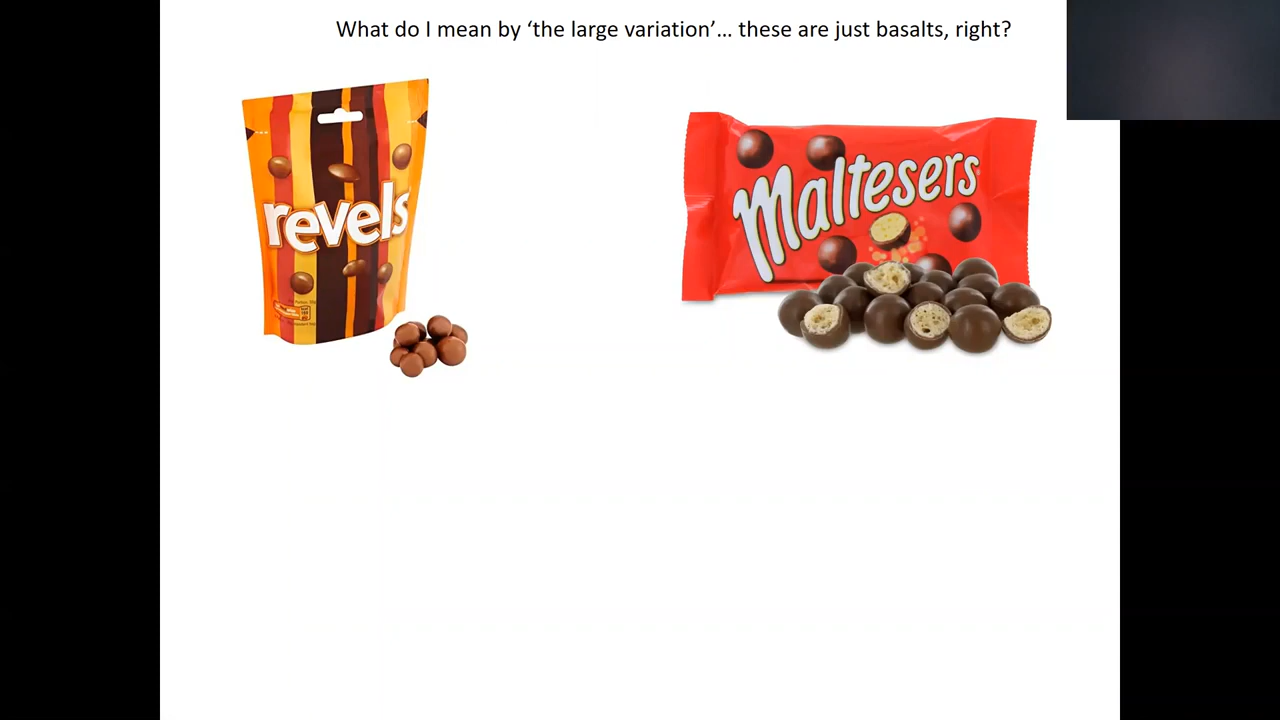 What do I mean by ‘the large variation’… these are just basalts, right?
revels
Maltesers